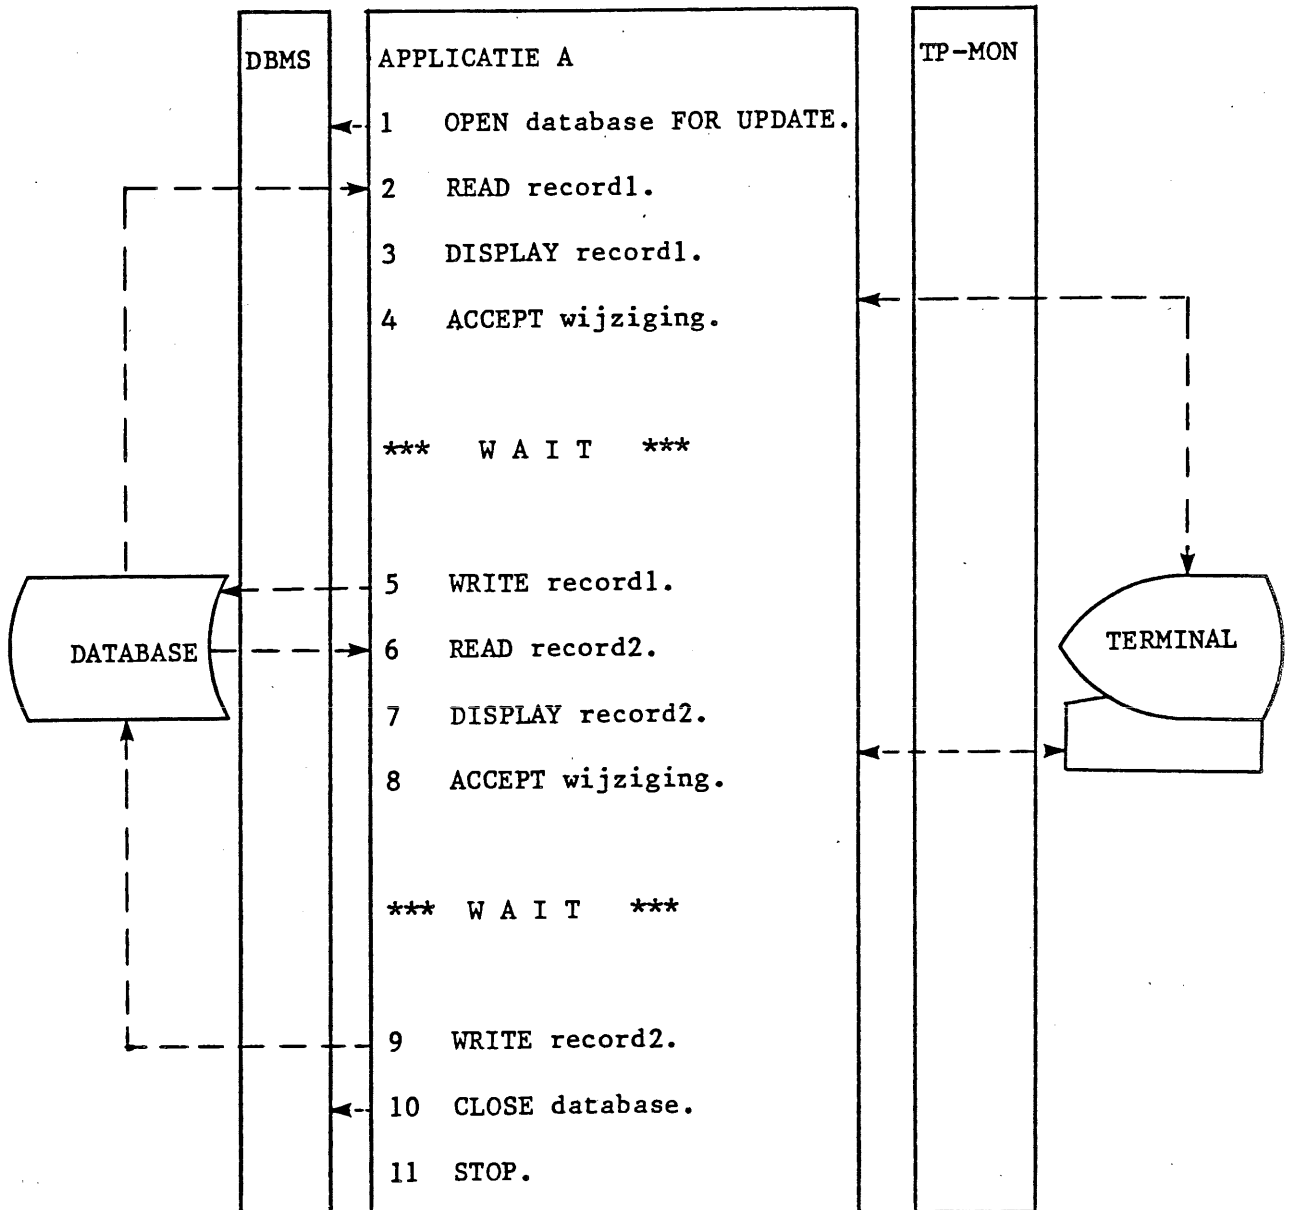 DBMS
APPLICATIE A
TP-MON
1 OPEN database FOR UPDATE.
2 READ record1.
3 DISPLAY record1.
4 ACCEPT wijziging.
*** W A I T ***
5 WRITE record1.
6 READ record2.
DATABASE
TERMINAL
7 DISPLAY record2.
8 ACCEPT wijziging.
*** W A I T ***
9 WRITE record2.
10 CLOSE database.
11 STOP.